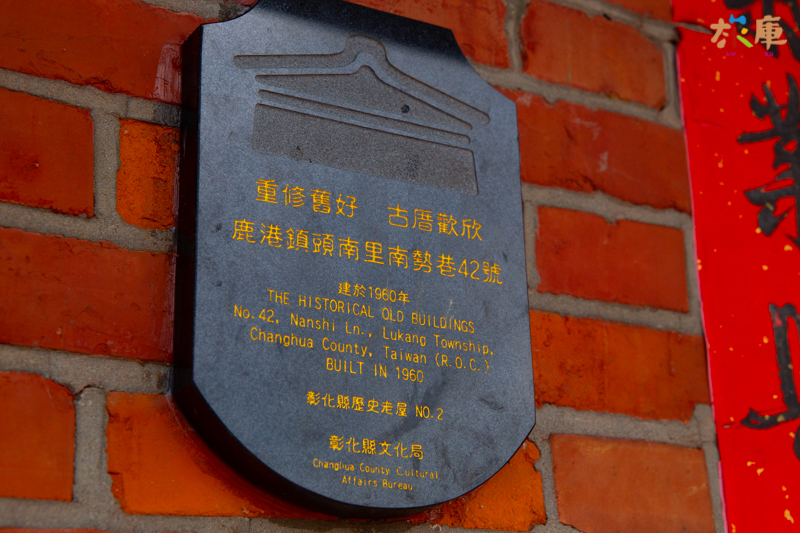 重修舊好　古厝歡欣
鹿港鎮頭南里南勢巷42號
建於1960年
THE HISTORICAL OLD BUILDINGS
No.42, Nanshi Ln., Lukang Township,
Changhua County, Taiwan (R.O.C.)
BUILT IN 1960
彰化縣歷史老屋 NO.2
彰化縣文化局
Changhua County Cultural
Affairs Bureau